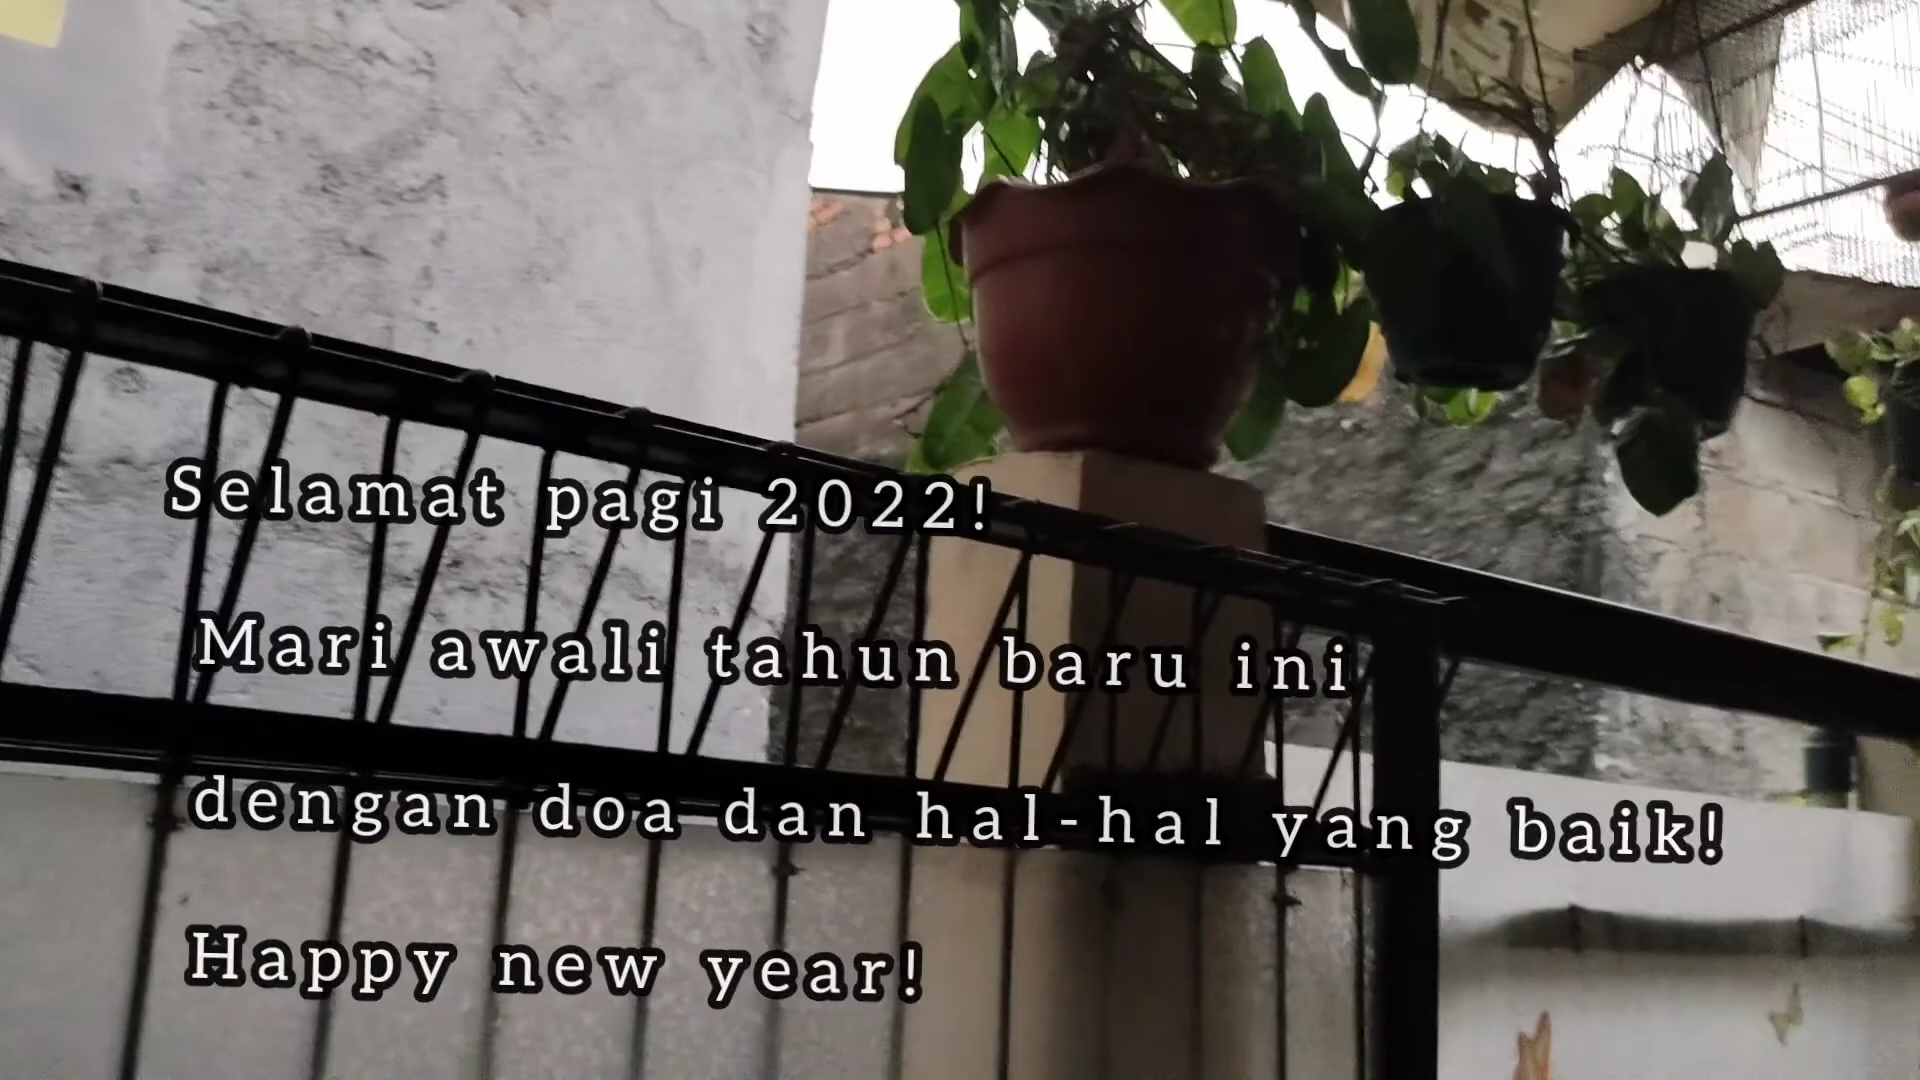 Selamat pagi 2022!
Mari awali tahun baru ini
dengan doa dan hal-hal yang baik!
Happy new year!